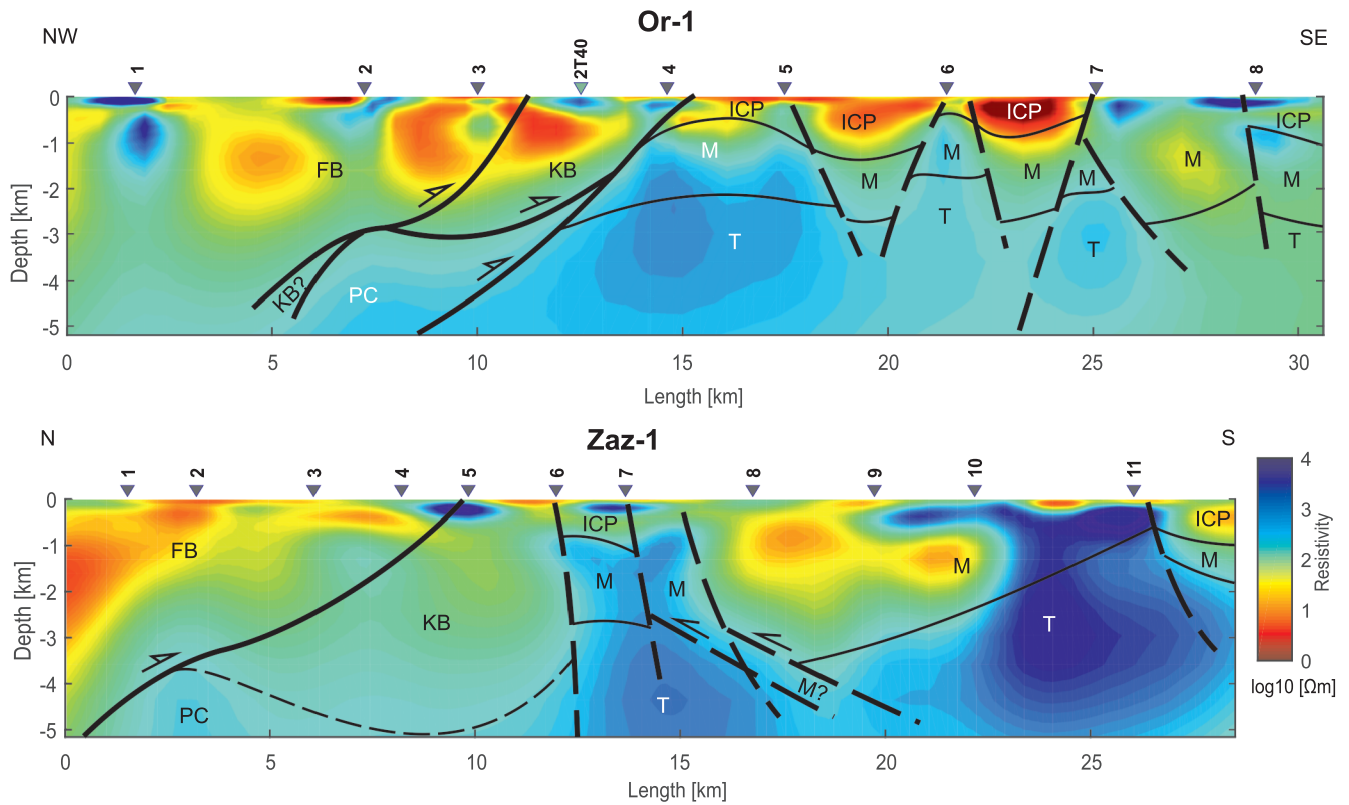 Or-1
NW
SE
1 2 3 2T40 4 5 6 7 8
0
-1
-2
-3
-4
-5
Depth [km]
FB
KB
KB?
PC
ICP
M
T
ICP
M
M
T
ICP
M
M
T
M
ICP
M
T
0 5 10 15 20 25 30
Length [km]
Zaz-1
N
S
1 2 3 4 5 6 7 8 9 10 11
0
-1
-2
-3
-4
-5
Depth [km]
FB
KB
PC
ICP
M
M
T
M?
M
T
ICP
M
0 5 10 15 20 25
Length [km]
4
3
2
1
0
Resistivity
log10 [Ωm]